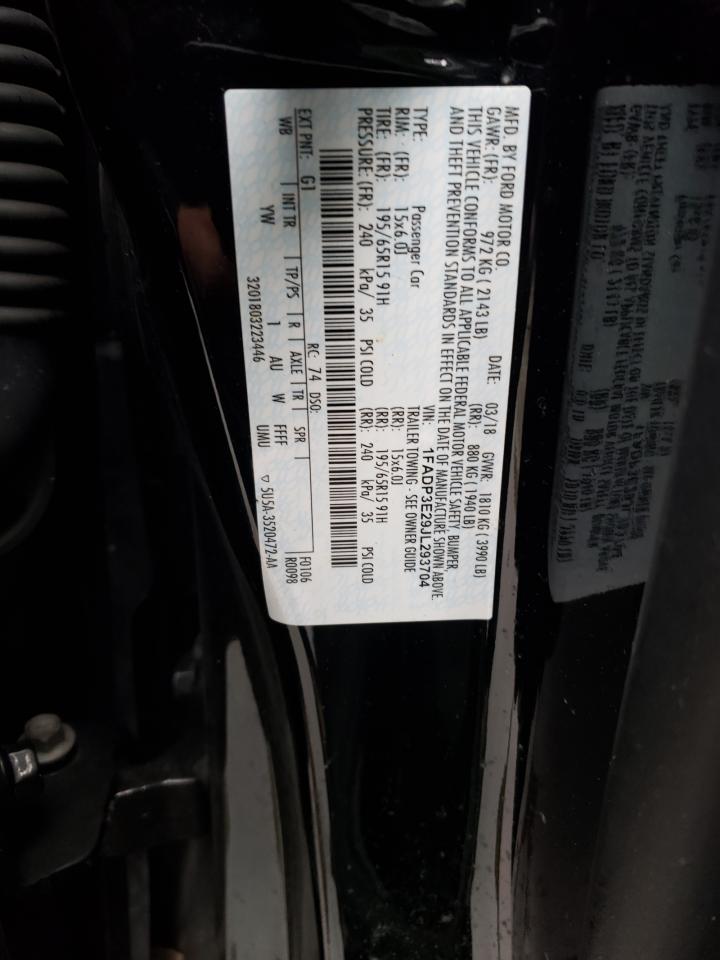 MFD. BY FORD MOTOR CO.
DATE: 03/18 GVWR: 1810 KG ( 3990 LB)
GAWR: (FR): 972 KG ( 2143 LB) (RR): 880 KG ( 1940 LB)
THIS VEHICLE CONFORMS TO ALL APPLICABLE FEDERAL MOTOR VEHICLE SAFETY, BUMPER,
AND THEFT PREVENTION STANDARDS IN EFFECT ON THE DATE OF MANUFACTURE SHOWN ABOVE.
VIN: 1FADP3E29JL293704
TYPE: Passenger Car TRAILER TOWING - SEE OWNER GUIDE
RIM: (FR): 15x6.0J (RR): 15x6.0J
TIRE: (FR): 195/65R15 91H (RR): 195/65R15 91H
PRESSURE: (FR): 240 kPa/ 35 PSI COLD (RR): 240 kPa/ 35 PSI COLD
RC: 74 DSO: F0106
EXT PNT: G1 INT TR TP/PS R AXLE TR SPR R0098
WB YW 1 AU W FFFF UMU
3201803223446 ▽ 5U5A-3520472-AA